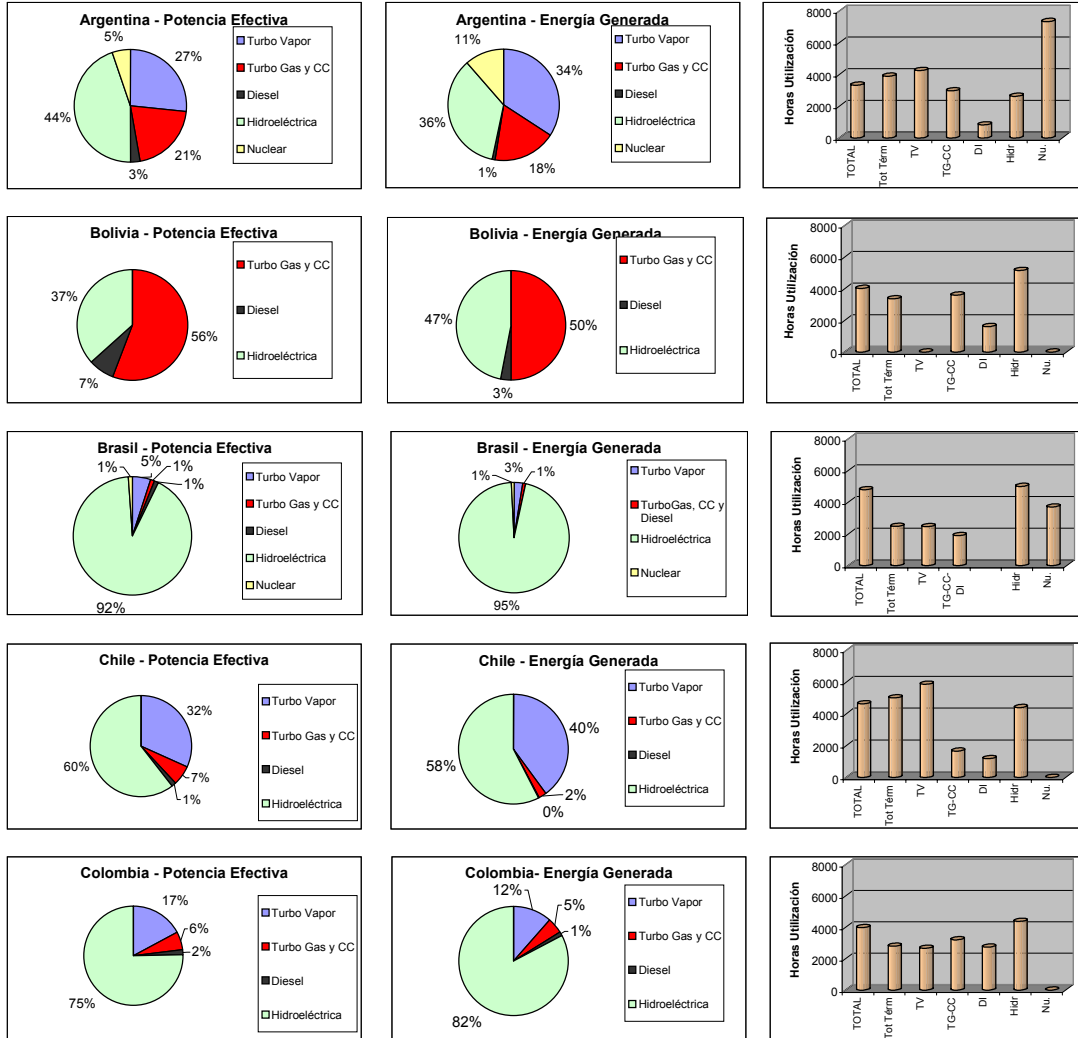 Argentina - Potencia Efectiva
5%
27%
44%
21%
3%
Turbo Vapor
Turbo Gas y CC
Diesel
Hidroeléctrica
Nuclear
Argentina - Energía Generada
11%
34%
36%
1%
18%
Turbo Vapor
Turbo Gas y CC
Diesel
Hidroeléctrica
Nuclear
Horas Utilización
8000
6000
4000
2000
0
TOTAL
Tot Térm
TV
TG-CC
DI
Hidr
Nu.
Bolivia - Potencia Efectiva
37%
56%
7%
Turbo Gas y CC
Diesel
Hidroeléctrica
Bolivia - Energía Generada
47%
50%
3%
Turbo Gas y CC
Diesel
Hidroeléctrica
Horas Utilización
8000
6000
4000
2000
0
TOTAL
Tot Térm
TV
TG-CC
DI
Hidr
Nu.
Brasil - Potencia Efectiva
1%
5%
1%
1%
92%
Turbo Vapor
Turbo Gas y CC
Diesel
Hidroeléctrica
Nuclear
Brasil - Energía Generada
1%
3%
1%
95%
Turbo Vapor
TurboGas, CC y
Diesel
Hidroeléctrica
Nuclear
Horas Utilización
8000
6000
4000
2000
0
TOTAL
Tot Térm
TV
TG-CC-
DI
Hidr
Nu.
Chile - Potencia Efectiva
32%
60%
7%
1%
Turbo Vapor
Turbo Gas y CC
Diesel
Hidroeléctrica
Chile - Energía Generada
40%
58%
2%
0%
Turbo Vapor
Turbo Gas y CC
Diesel
Hidroeléctrica
Horas Utilización
8000
6000
4000
2000
0
TOTAL
Tot Térm
TV
TG-CC
DI
Hidr
Nu.
Colombia - Potencia Efectiva
17%
6%
2%
75%
Turbo Vapor
Turbo Gas y CC
Diesel
Hidroeléctrica
Colombia- Energía Generada
12%
5%
1%
82%
Turbo Vapor
Turbo Gas y CC
Diesel
Hidroeléctrica
Horas Utilización
8000
6000
4000
2000
0
TOTAL
Tot Térm
TV
TG-CC
DI
Hidr
Nu.